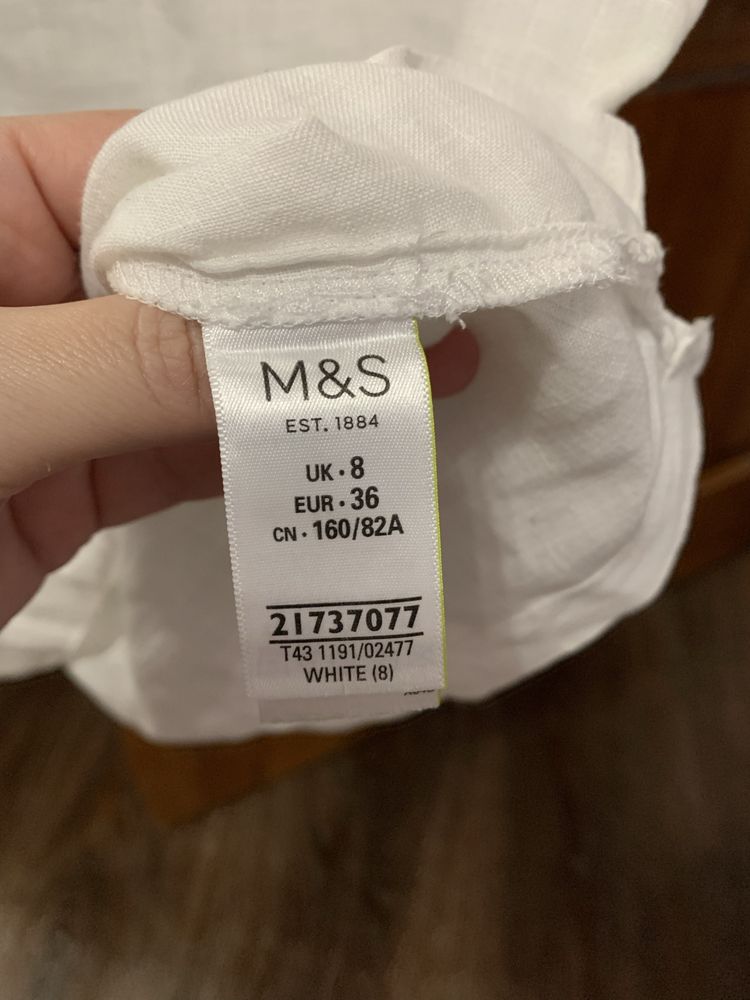 M&S
EST. 1884
UK · 8
EUR · 36
CN · 160/82A
21737077
T43 1191/02477
WHITE (8)